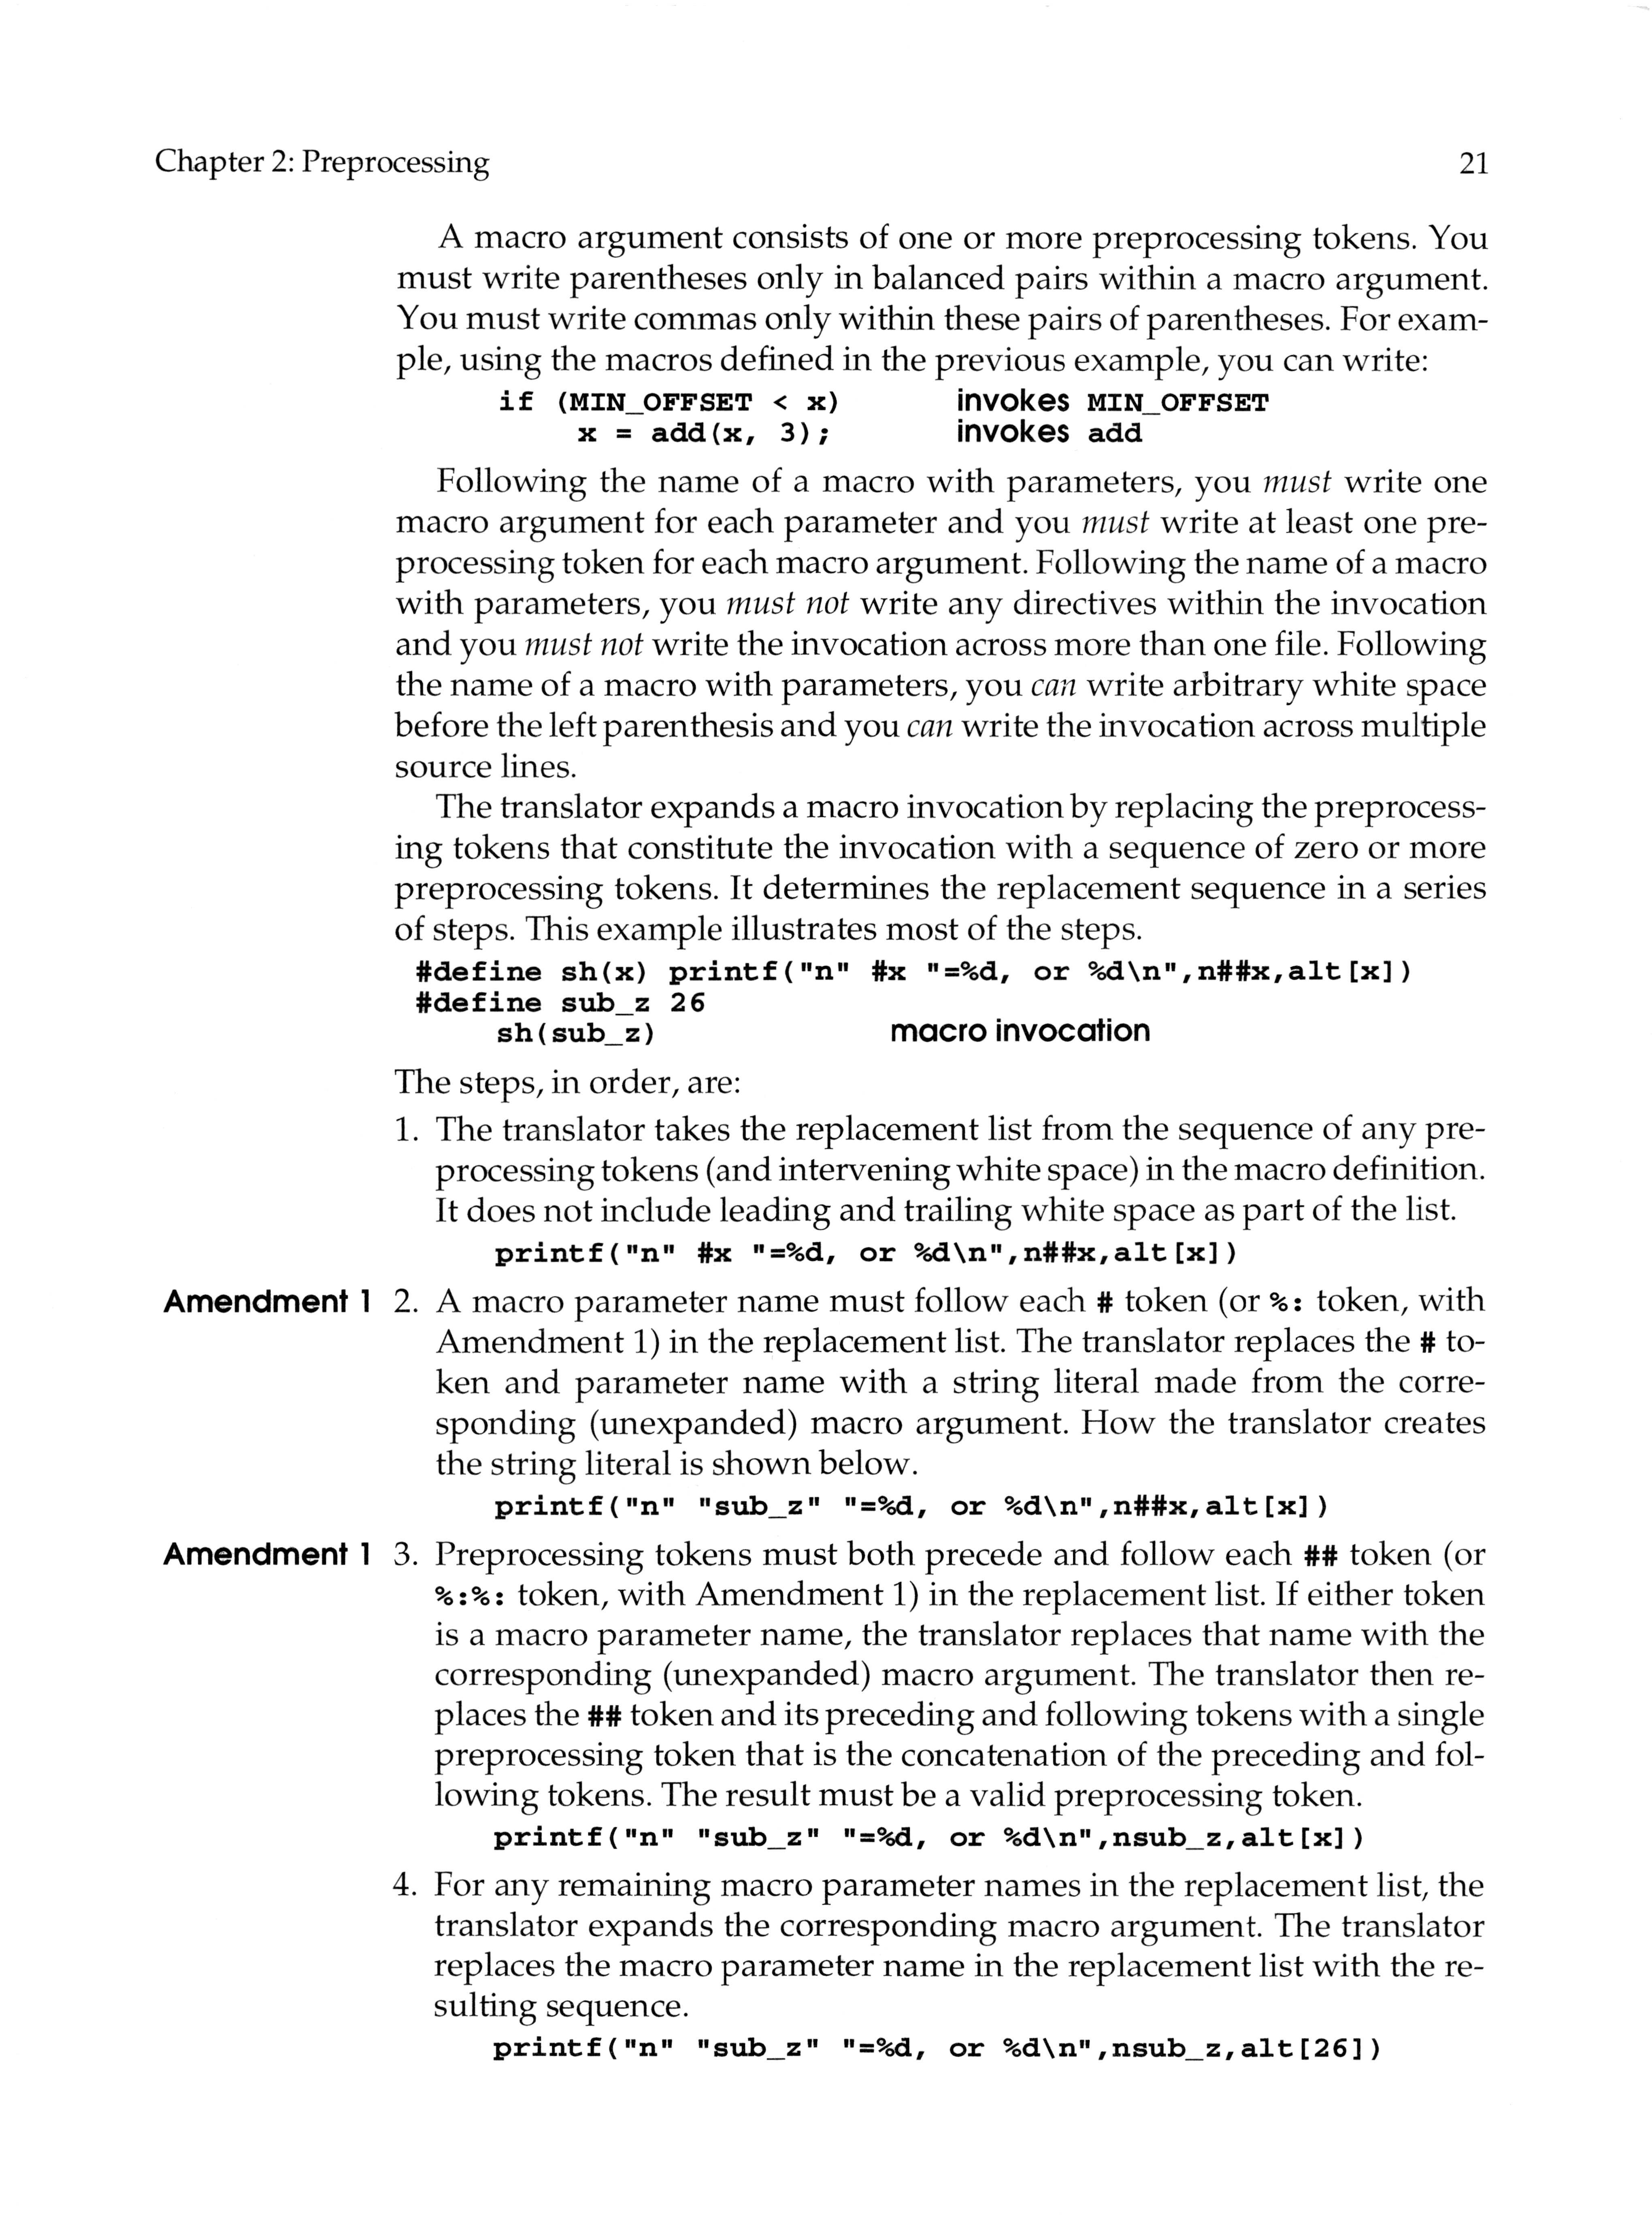 Chapter 2: Preprocessing 21
A macro argument consists of one or more preprocessing tokens. You
must write parentheses only in balanced pairs within a macro argument.
You must write commas only within these pairs of parentheses. For exam-
ple, using the macros defined in the previous example, you can write:
if (MIN_OFFSET < x) invokes MIN_OFFSET
x = add(x, 3); invokes add
Following the name of a macro with parameters, you must write one
macro argument for each parameter and you must write at least one pre-
processing token for each macro argument. Following the name of a macro
with parameters, you must not write any directives within the invocation
and you must not write the invocation across more than one file. Following
the name of a macro with parameters, you can write arbitrary white space
before the left parenthesis and you can write the invocation across multiple
source lines.
The translator expands a macro invocation by replacing the preprocess-
ing tokens that constitute the invocation with a sequence of zero or more
preprocessing tokens. It determines the replacement sequence in a series
of steps. This example illustrates most of the steps.
#define sh(x) printf("n" #x "=%d, or %d\n",n##x,alt[x])
#define sub_z 26
sh(sub_z) macro invocation
The steps, in order, are:
1. The translator takes the replacement list from the sequence of any pre-
processing tokens (and intervening white space) in the macro definition.
It does not include leading and trailing white space as part of the list.
printf("n" #x "=%d, or %d\n",n##x,alt[x])
Amendment 1 2. A macro parameter name must follow each # token (or %: token, with
Amendment 1) in the replacement list. The translator replaces the # to-
ken and parameter name with a string literal made from the corre-
sponding (unexpanded) macro argument. How the translator creates
the string literal is shown below.
printf("n" "sub_z" "=%d, or %d\n",n##x,alt[x])
Amendment 1 3. Preprocessing tokens must both precede and follow each ## token (or
%:%: token, with Amendment 1) in the replacement list. If either token
is a macro parameter name, the translator replaces that name with the
corresponding (unexpanded) macro argument. The translator then re-
places the ## token and its preceding and following tokens with a single
preprocessing token that is the concatenation of the preceding and fol-
lowing tokens. The result must be a valid preprocessing token.
printf("n" "sub_z" "=%d, or %d\n",nsub_z,alt[x])
4. For any remaining macro parameter names in the replacement list, the
translator expands the corresponding macro argument. The translator
replaces the macro parameter name in the replacement list with the re-
sulting sequence.
printf("n" "sub_z" "=%d, or %d\n",nsub_z,alt[26])